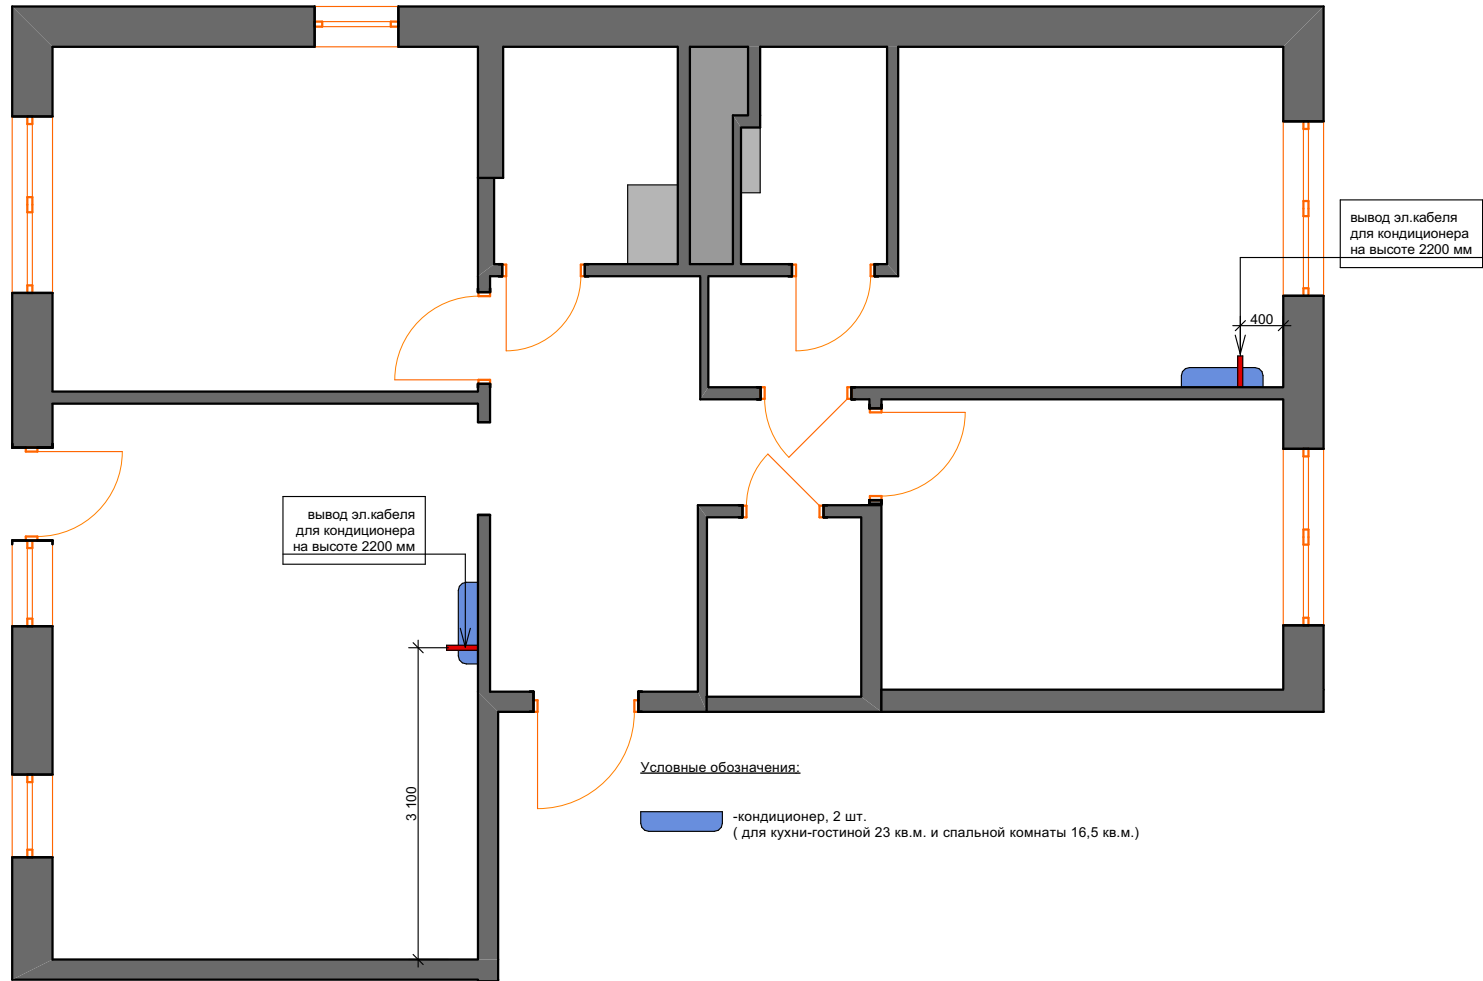 вывод эл.кабеля
для кондиционера
на высоте 2200 мм
400
вывод эл.кабеля
для кондиционера
на высоте 2200 мм
3 100
Условные обозначения:
-кондиционер, 2 шт.
( для кухни-гостиной 23 кв.м. и спальной комнаты 16,5 кв.м.)